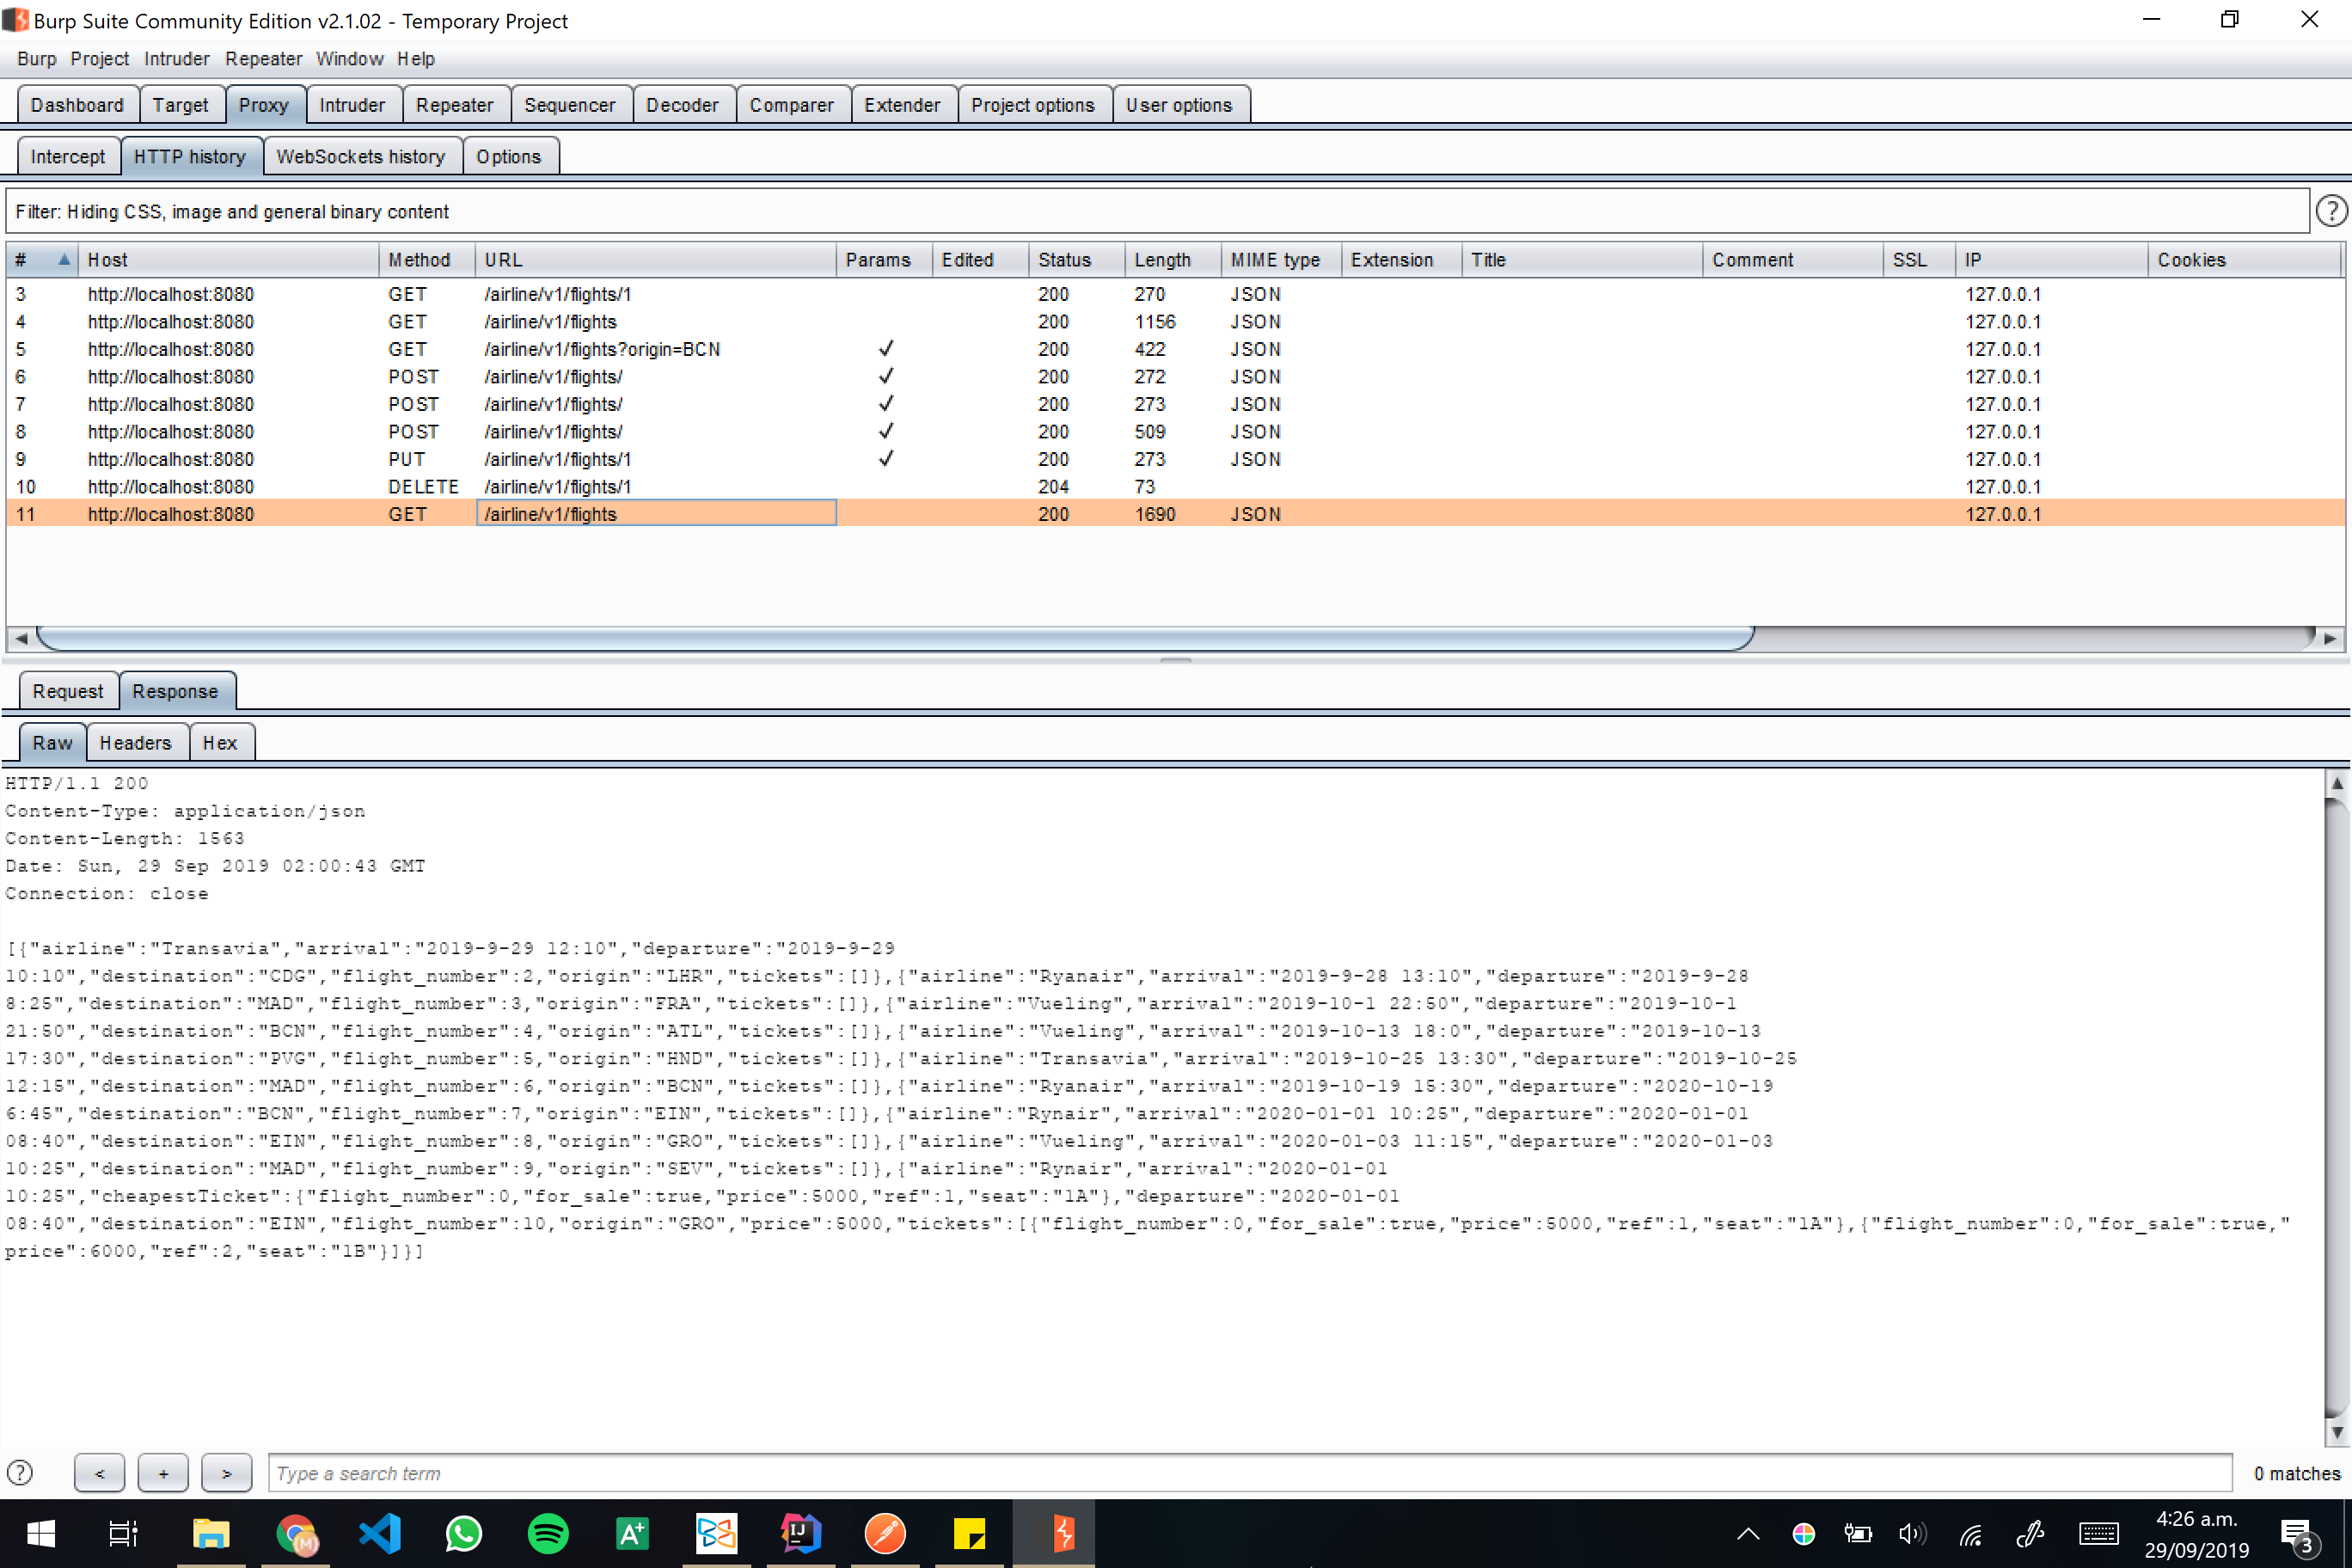 Burp Suite Community Edition v2.1.02 - Temporary Project
Burp Project Intruder Repeater Window Help
Dashboard Target Proxy Intruder Repeater Sequencer Decoder Comparer Extender Project options User options
Intercept HTTP history WebSockets history Options
Filter: Hiding CSS, image and general binary content
# Host Method URL Params Edited Status Length MIME type Extension Title Comment SSL IP Cookies
3 http://localhost:8080 GET /airline/v1/flights/1 200 270 JSON 127.0.0.1
4 http://localhost:8080 GET /airline/v1/flights 200 1156 JSON 127.0.0.1
5 http://localhost:8080 GET /airline/v1/flights?origin=BCN ✓ 200 422 JSON 127.0.0.1
6 http://localhost:8080 POST /airline/v1/flights/ ✓ 200 272 JSON 127.0.0.1
7 http://localhost:8080 POST /airline/v1/flights/ ✓ 200 273 JSON 127.0.0.1
8 http://localhost:8080 POST /airline/v1/flights/ ✓ 200 509 JSON 127.0.0.1
9 http://localhost:8080 PUT /airline/v1/flights/1 ✓ 200 273 JSON 127.0.0.1
10 http://localhost:8080 DELETE /airline/v1/flights/1 204 73 127.0.0.1
11 http://localhost:8080 GET /airline/v1/flights 200 1690 JSON 127.0.0.1
Request Response
Raw Headers Hex
HTTP/1.1 200
Content-Type: application/json
Content-Length: 1563
Date: Sun, 29 Sep 2019 02:00:43 GMT
Connection: close
[{"airline":"Transavia","arrival":"2019-9-29 12:10","departure":"2019-9-29
10:10","destination":"CDG","flight_number":2,"origin":"LHR","tickets":[]},{"airline":"Ryanair","arrival":"2019-9-28 13:10","departure":"2019-9-28
8:25","destination":"MAD","flight_number":3,"origin":"FRA","tickets":[]},{"airline":"Vueling","arrival":"2019-10-1 22:50","departure":"2019-10-1
21:50","destination":"BCN","flight_number":4,"origin":"ATL","tickets":[]},{"airline":"Vueling","arrival":"2019-10-13 18:0","departure":"2019-10-13
17:30","destination":"PVG","flight_number":5,"origin":"HND","tickets":[]},{"airline":"Transavia","arrival":"2019-10-25 13:30","departure":"2019-10-25
12:15","destination":"MAD","flight_number":6,"origin":"BCN","tickets":[]},{"airline":"Ryanair","arrival":"2019-10-19 15:30","departure":"2020-10-19
6:45","destination":"BCN","flight_number":7,"origin":"EIN","tickets":[]},{"airline":"Rynair","arrival":"2020-01-01 10:25","departure":"2020-01-01
08:40","destination":"EIN","flight_number":8,"origin":"GRO","tickets":[]},{"airline":"Vueling","arrival":"2020-01-03 11:15","departure":"2020-01-03
10:25","destination":"MAD","flight_number":9,"origin":"SEV","tickets":[]},{"airline":"Rynair","arrival":"2020-01-01
10:25","cheapestTicket":{"flight_number":0,"for_sale":true,"price":5000,"ref":1,"seat":"1A"},"departure":"2020-01-01
08:40","destination":"EIN","flight_number":10,"origin":"GRO","price":5000,"tickets":[{"flight_number":0,"for_sale":true,"price":5000,"ref":1,"seat":"1A"},{"flight_number":0,"for_sale":true,"
price":6000,"ref":2,"seat":"1B"}]}]
? < + > Type a search term 0 matches
4:26 a.m.
29/09/2019
3